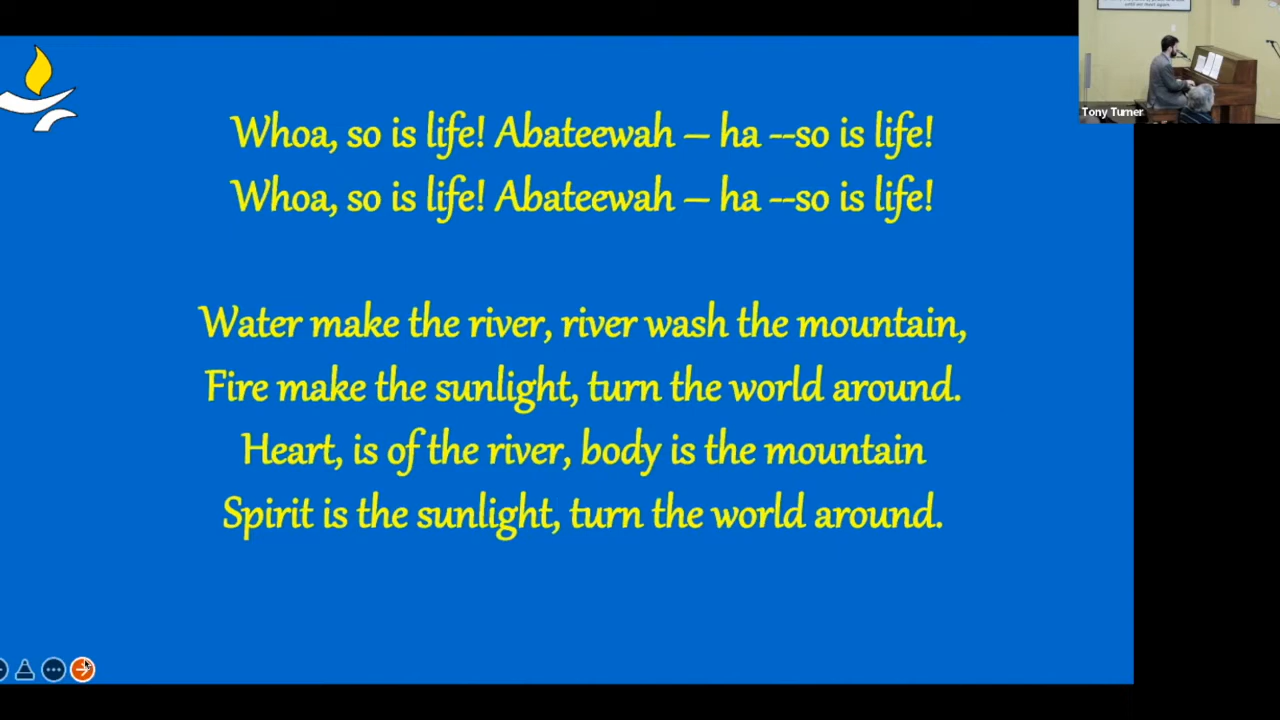 Whoa, so is life! Abateewah – ha --so is life!
Whoa, so is life! Abateewah – ha --so is life!
Water make the river, river wash the mountain,
Fire make the sunlight, turn the world around.
Heart, is of the river, body is the mountain
Spirit is the sunlight, turn the world around.
Tony Turner